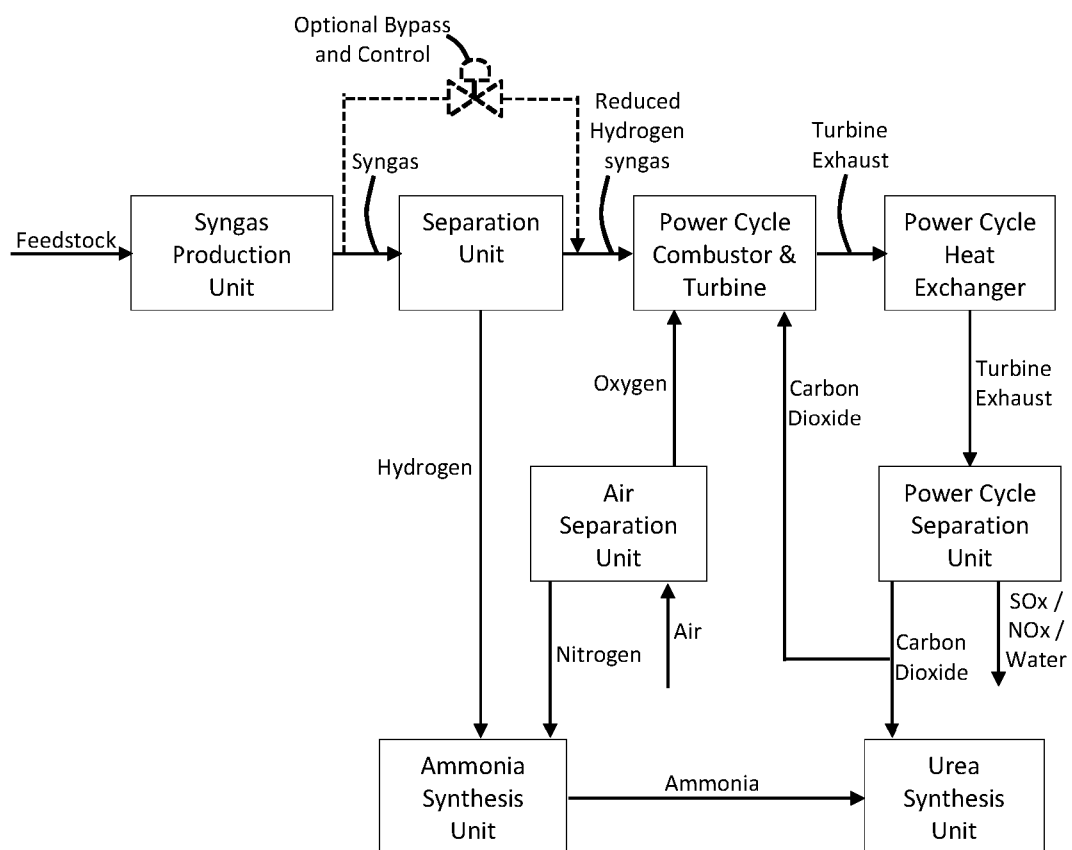 Optional Bypass
and Control
Syngas
Reduced
Hydrogen
syngas
Turbine
Exhaust
Feedstock
Syngas
Production
Unit
Separation
Unit
Power Cycle
Combustor &
Turbine
Power Cycle
Heat
Exchanger
Oxygen
Carbon
Dioxide
Turbine
Exhaust
Hydrogen
Air
Separation
Unit
Power Cycle
Separation
Unit
Nitrogen
Air
Carbon
Dioxide
SOx /
NOx /
Water
Ammonia
Synthesis
Unit
Ammonia
Urea
Synthesis
Unit